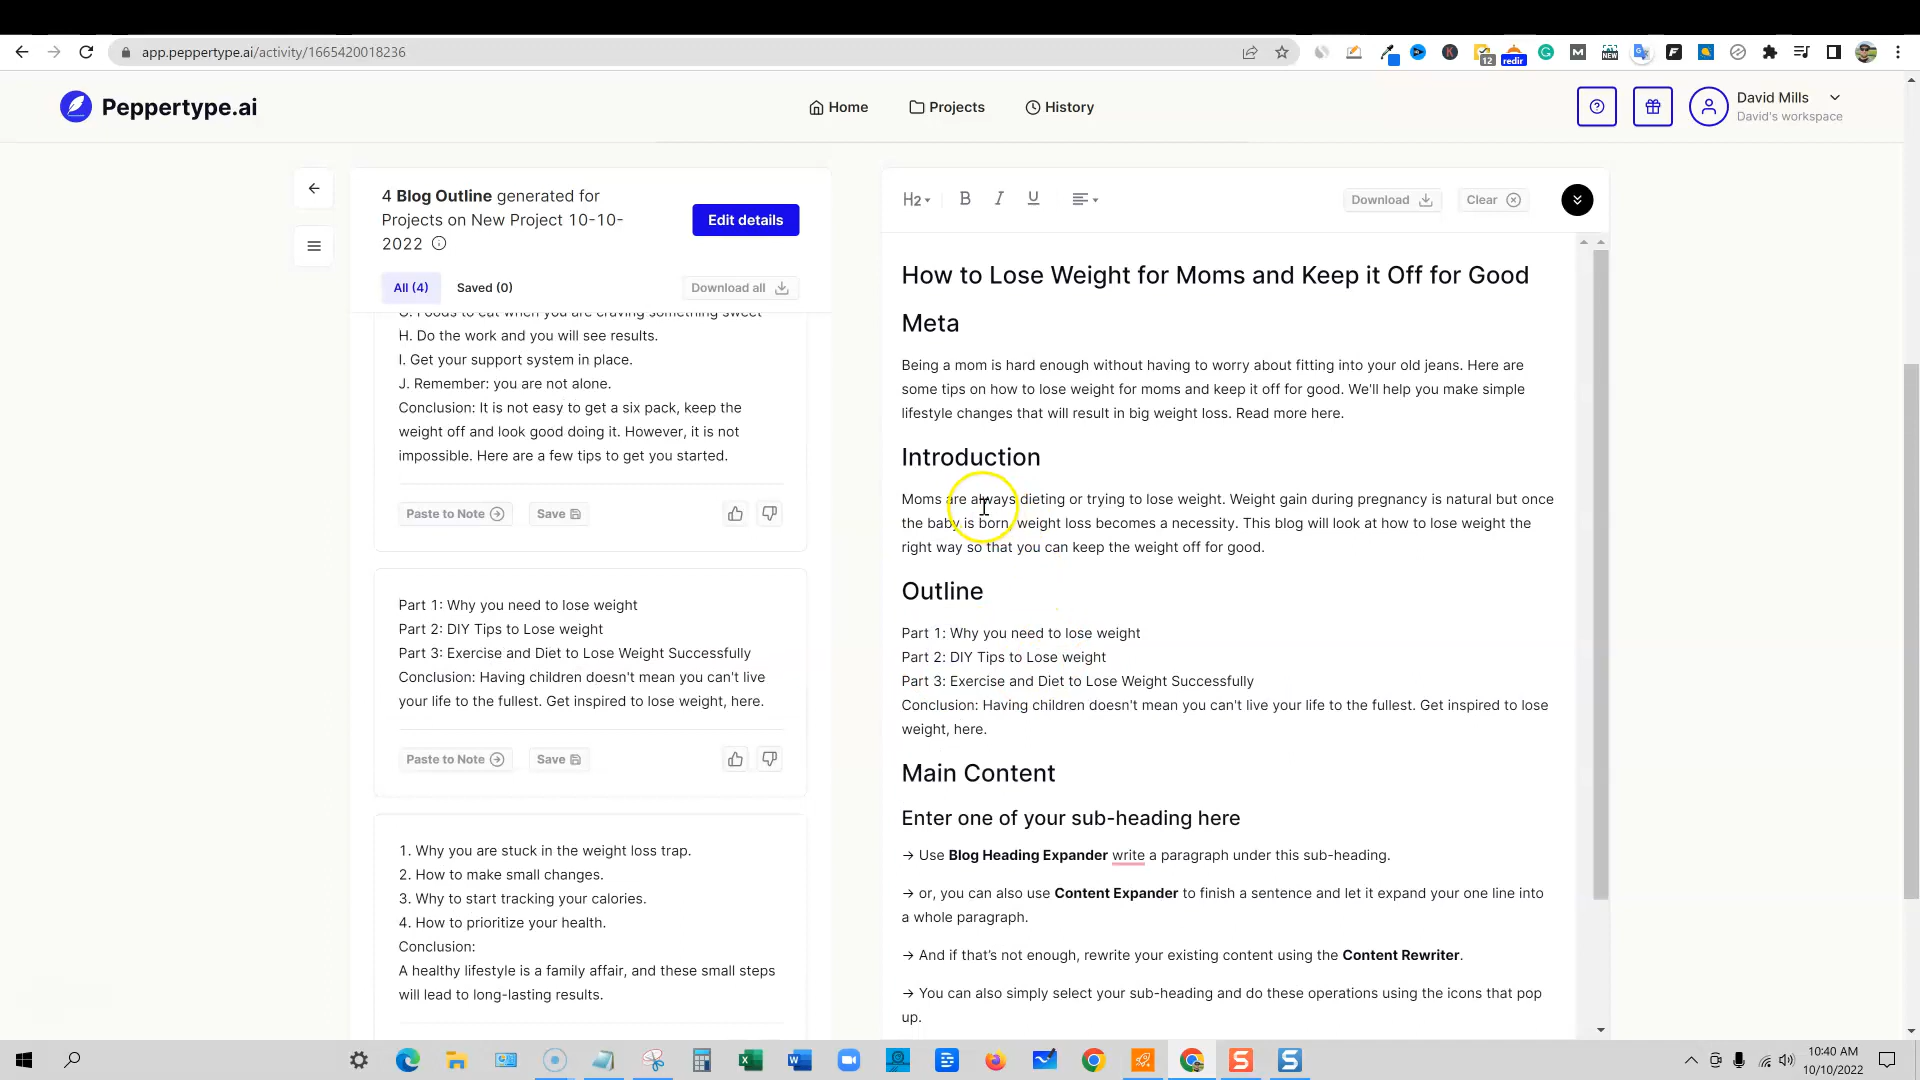 app.peppertype.ai/activity/1665420018236
12
redir
NEW
Peppertype.ai
Home
Projects
History
David Mills
David's workspace
4 Blog Outline generated for
Projects on New Project 10-10-
2022
Edit details
All (4)
Saved (0)
Download all
G. Foods to eat when you are craving something sweet
H. Do the work and you will see results.
I. Get your support system in place.
J. Remember: you are not alone.
Conclusion: It is not easy to get a six pack, keep the
weight off and look good doing it. However, it is not
impossible. Here are a few tips to get you started.
Paste to Note
Save
Part 1: Why you need to lose weight
Part 2: DIY Tips to Lose weight
Part 3: Exercise and Diet to Lose Weight Successfully
Conclusion: Having children doesn't mean you can't live
your life to the fullest. Get inspired to lose weight, here.
Paste to Note
Save
1. Why you are stuck in the weight loss trap.
2. How to make small changes.
3. Why to start tracking your calories.
4. How to prioritize your health.
Conclusion:
A healthy lifestyle is a family affair, and these small steps
will lead to long-lasting results.
H2
B
I
U
Download
Clear
How to Lose Weight for Moms and Keep it Off for Good
Meta
Being a mom is hard enough without having to worry about fitting into your old jeans. Here are
some tips on how to lose weight for moms and keep it off for good. We'll help you make simple
lifestyle changes that will result in big weight loss. Read more here.
Introduction
Moms are always dieting or trying to lose weight. Weight gain during pregnancy is natural but once
the baby is born, weight loss becomes a necessity. This blog will look at how to lose weight the
right way so that you can keep the weight off for good.
Outline
Part 1: Why you need to lose weight
Part 2: DIY Tips to Lose weight
Part 3: Exercise and Diet to Lose Weight Successfully
Conclusion: Having children doesn't mean you can't live your life to the fullest. Get inspired to lose
weight, here.
Main Content
Enter one of your sub-heading here
→ Use Blog Heading Expander write a paragraph under this sub-heading.
→ or, you can also use Content Expander to finish a sentence and let it expand your one line into
a whole paragraph.
→ And if that's not enough, rewrite your existing content using the Content Rewriter.
→ You can also simply select your sub-heading and do these operations using the icons that pop
up.
10:40 AM
10/10/2022